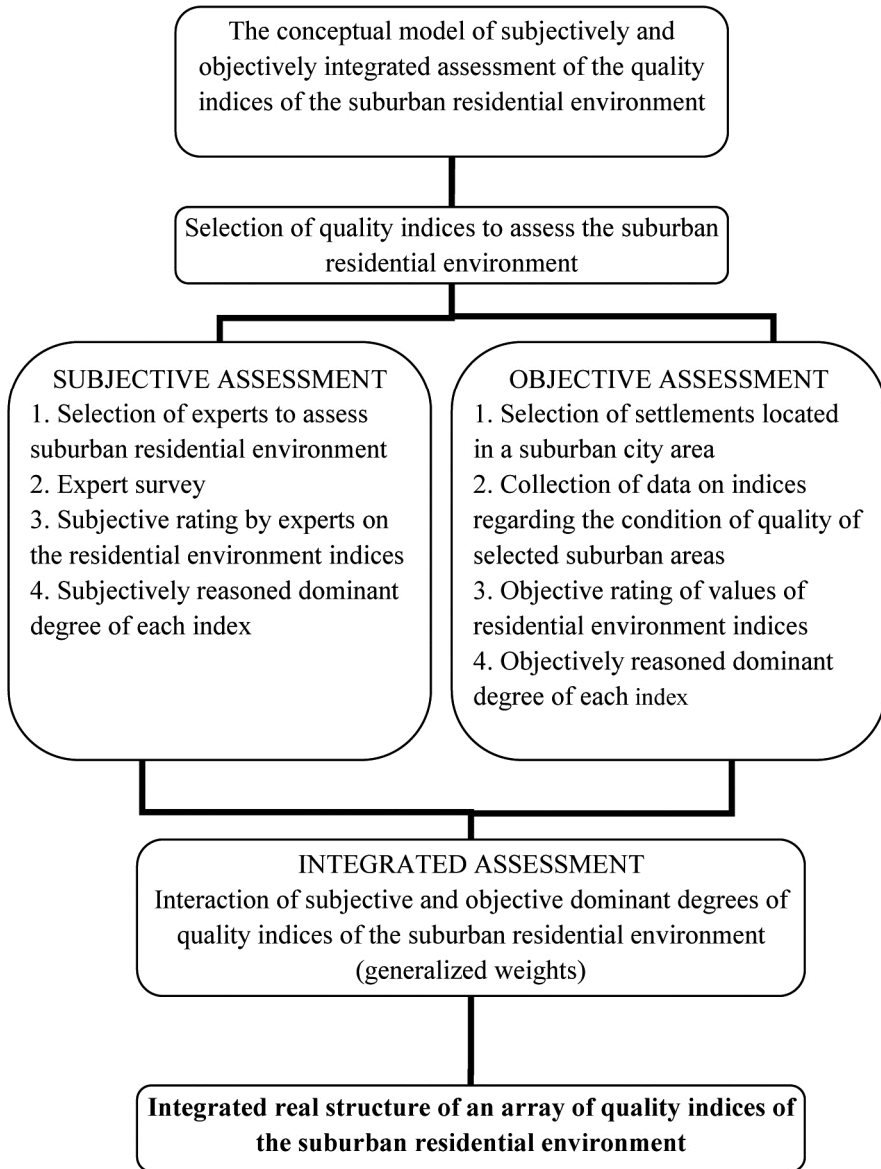 The conceptual model of subjectively and
objectively integrated assessment of the quality
indices of the suburban residential environment
Selection of quality indices to assess the suburban
residential environment
SUBJECTIVE ASSESSMENT
1. Selection of experts to assess
suburban residential environment
2. Expert survey
3. Subjective rating by experts on
the residential environment indices
4. Subjectively reasoned dominant
degree of each index
OBJECTIVE ASSESSMENT
1. Selection of settlements located
in a suburban city area
2. Collection of data on indices
regarding the condition of quality of
selected suburban areas
3. Objective rating of values of
residential environment indices
4. Objectively reasoned dominant
degree of each index
INTEGRATED ASSESSMENT
Interaction of subjective and objective dominant degrees of
quality indices of the suburban residential environment
(generalized weights)
Integrated real structure of an array of quality indices of
the suburban residential environment